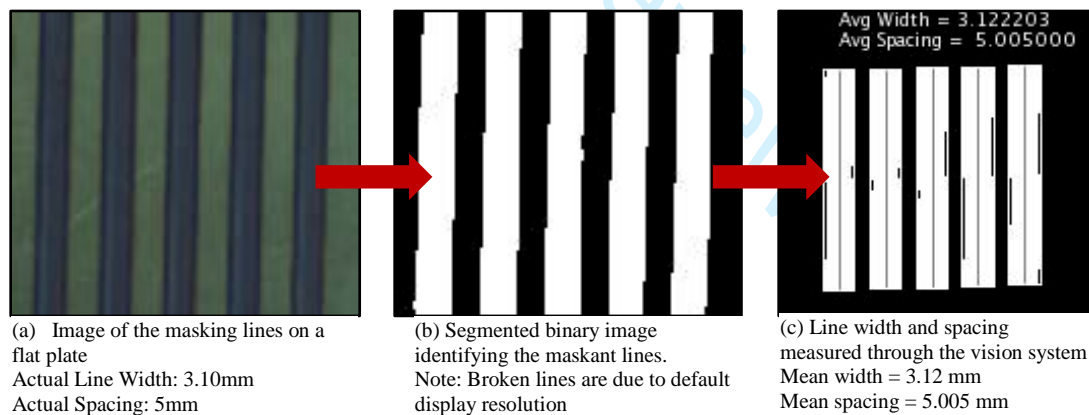 Avg Width = 3.122203
Avg Spacing = 5.005000
(a) Image of the masking lines on a
flat plate
Actual Line Width: 3.10mm
Actual Spacing: 5mm
(b) Segmented binary image
identifying the maskant lines.
Note: Broken lines are due to default
display resolution
(c) Line width and spacing
measured through the vision system
Mean width = 3.12 mm
Mean spacing = 5.005 mm